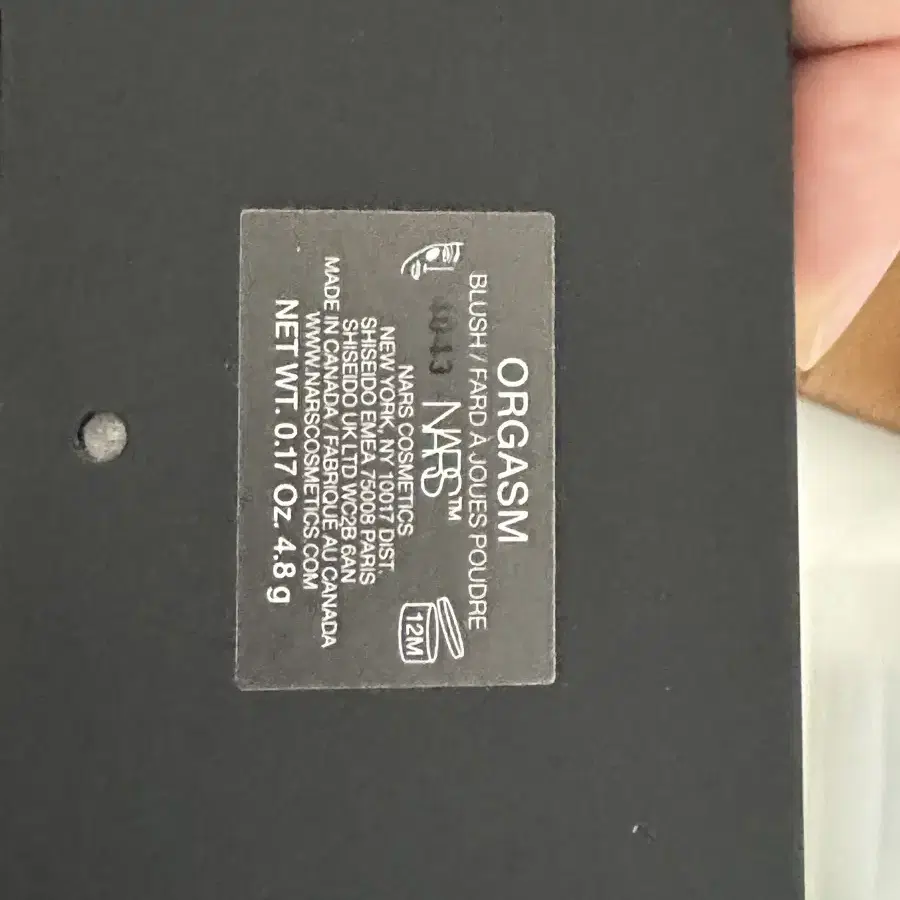 ORGASM
BLUSH / FARD À JOUES POUDRE
NARS™
12M
NARS COSMETICS
NEW YORK, NY 10017 DIST.
SHISEIDO EMEA 75008 PARIS
SHISEIDO UK LTD WC2B 6AN
MADE IN CANADA / FABRIQUÉ AU CANADA
WWW.NARSCOSMETICS.COM
NET WT. 0.17 Oz. 4.8 g